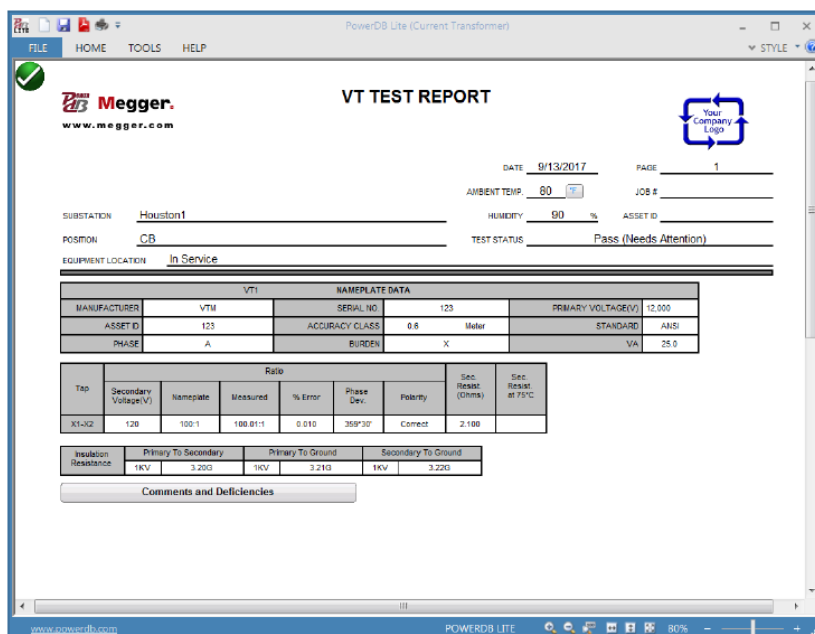 PowerDB Lite (Current Transformer)
FILE HOME TOOLS HELP STYLE
Megger.
www.megger.com
VT TEST REPORT
Your Company Logo
DATE 9/13/2017 PAGE 1
AMBIENT TEMP. 80 °F JOB #
SUBSTATION Houston1 HUMIDITY 90 % ASSET ID
POSITION CB TEST STATUS Pass (Needs Attention)
EQUIPMENT LOCATION In Service
VT1 NAMEPLATE DATA
MANUFACTURER VTM SERIAL NO. 123 PRIMARY VOLTAGE(V) 12,000
ASSET ID 123 ACCURACY CLASS 0.6 Meter STANDARD ANSI
PHASE A BURDEN X VA 25.0
Ratio
Tap Secondary Voltage(V) Nameplate Measured % Error Phase Dev. Polarity Sec. Resist. (Ohms) Sec. Resist. at 75°C
X1-X2 120 100:1 100.01:1 0.010 359°30' Correct 2.100
Insulation Resistance Primary To Secondary Primary To Ground Secondary To Ground
1KV 3.20G 1KV 3.21G 1KV 3.22G
Comments and Deficiencies
www.powerdb.com POWERDB LITE 80%